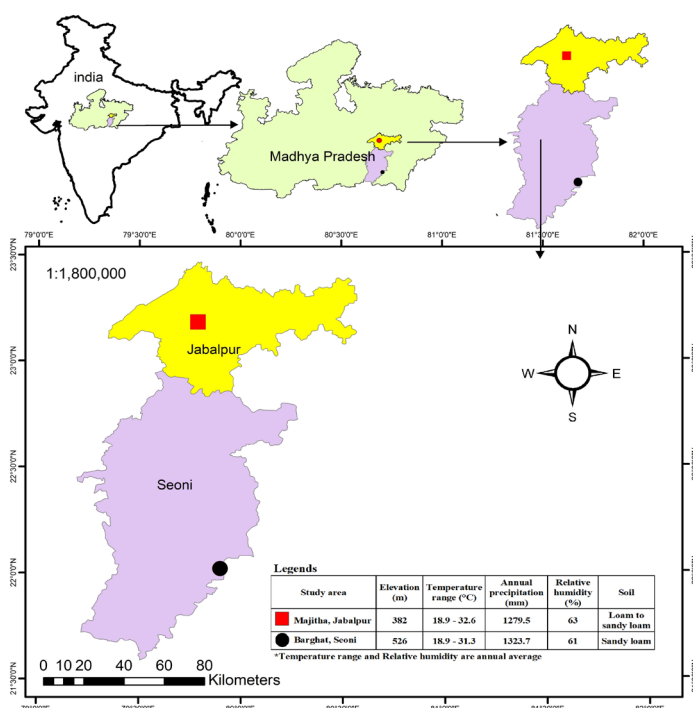 india
Madhya Pradesh
79°0'0"E 79°30'0"E 80°0'0"E 80°30'0"E 81°0'0"E 81°30'0"E 82°0'0"E
23°30'0"N
1:1,800,000
Jabalpur
23°0'0"N
N
W E
S
22°30'0"N
Seoni
22°0'0"N
Legends
Study area Elevation (m) Temperature range (°C) Annual precipitation (mm) Relative humidity (%) Soil
Majitha, Jabalpur 382 18.9 - 32.6 1279.5 63 Loam to sandy loam
Barghat, Seoni 526 18.9 - 31.3 1323.7 61 Sandy loam
*Temperature range and Relative humidity are annual average
0 10 20 40 60 80
Kilometers
21°30'0"N